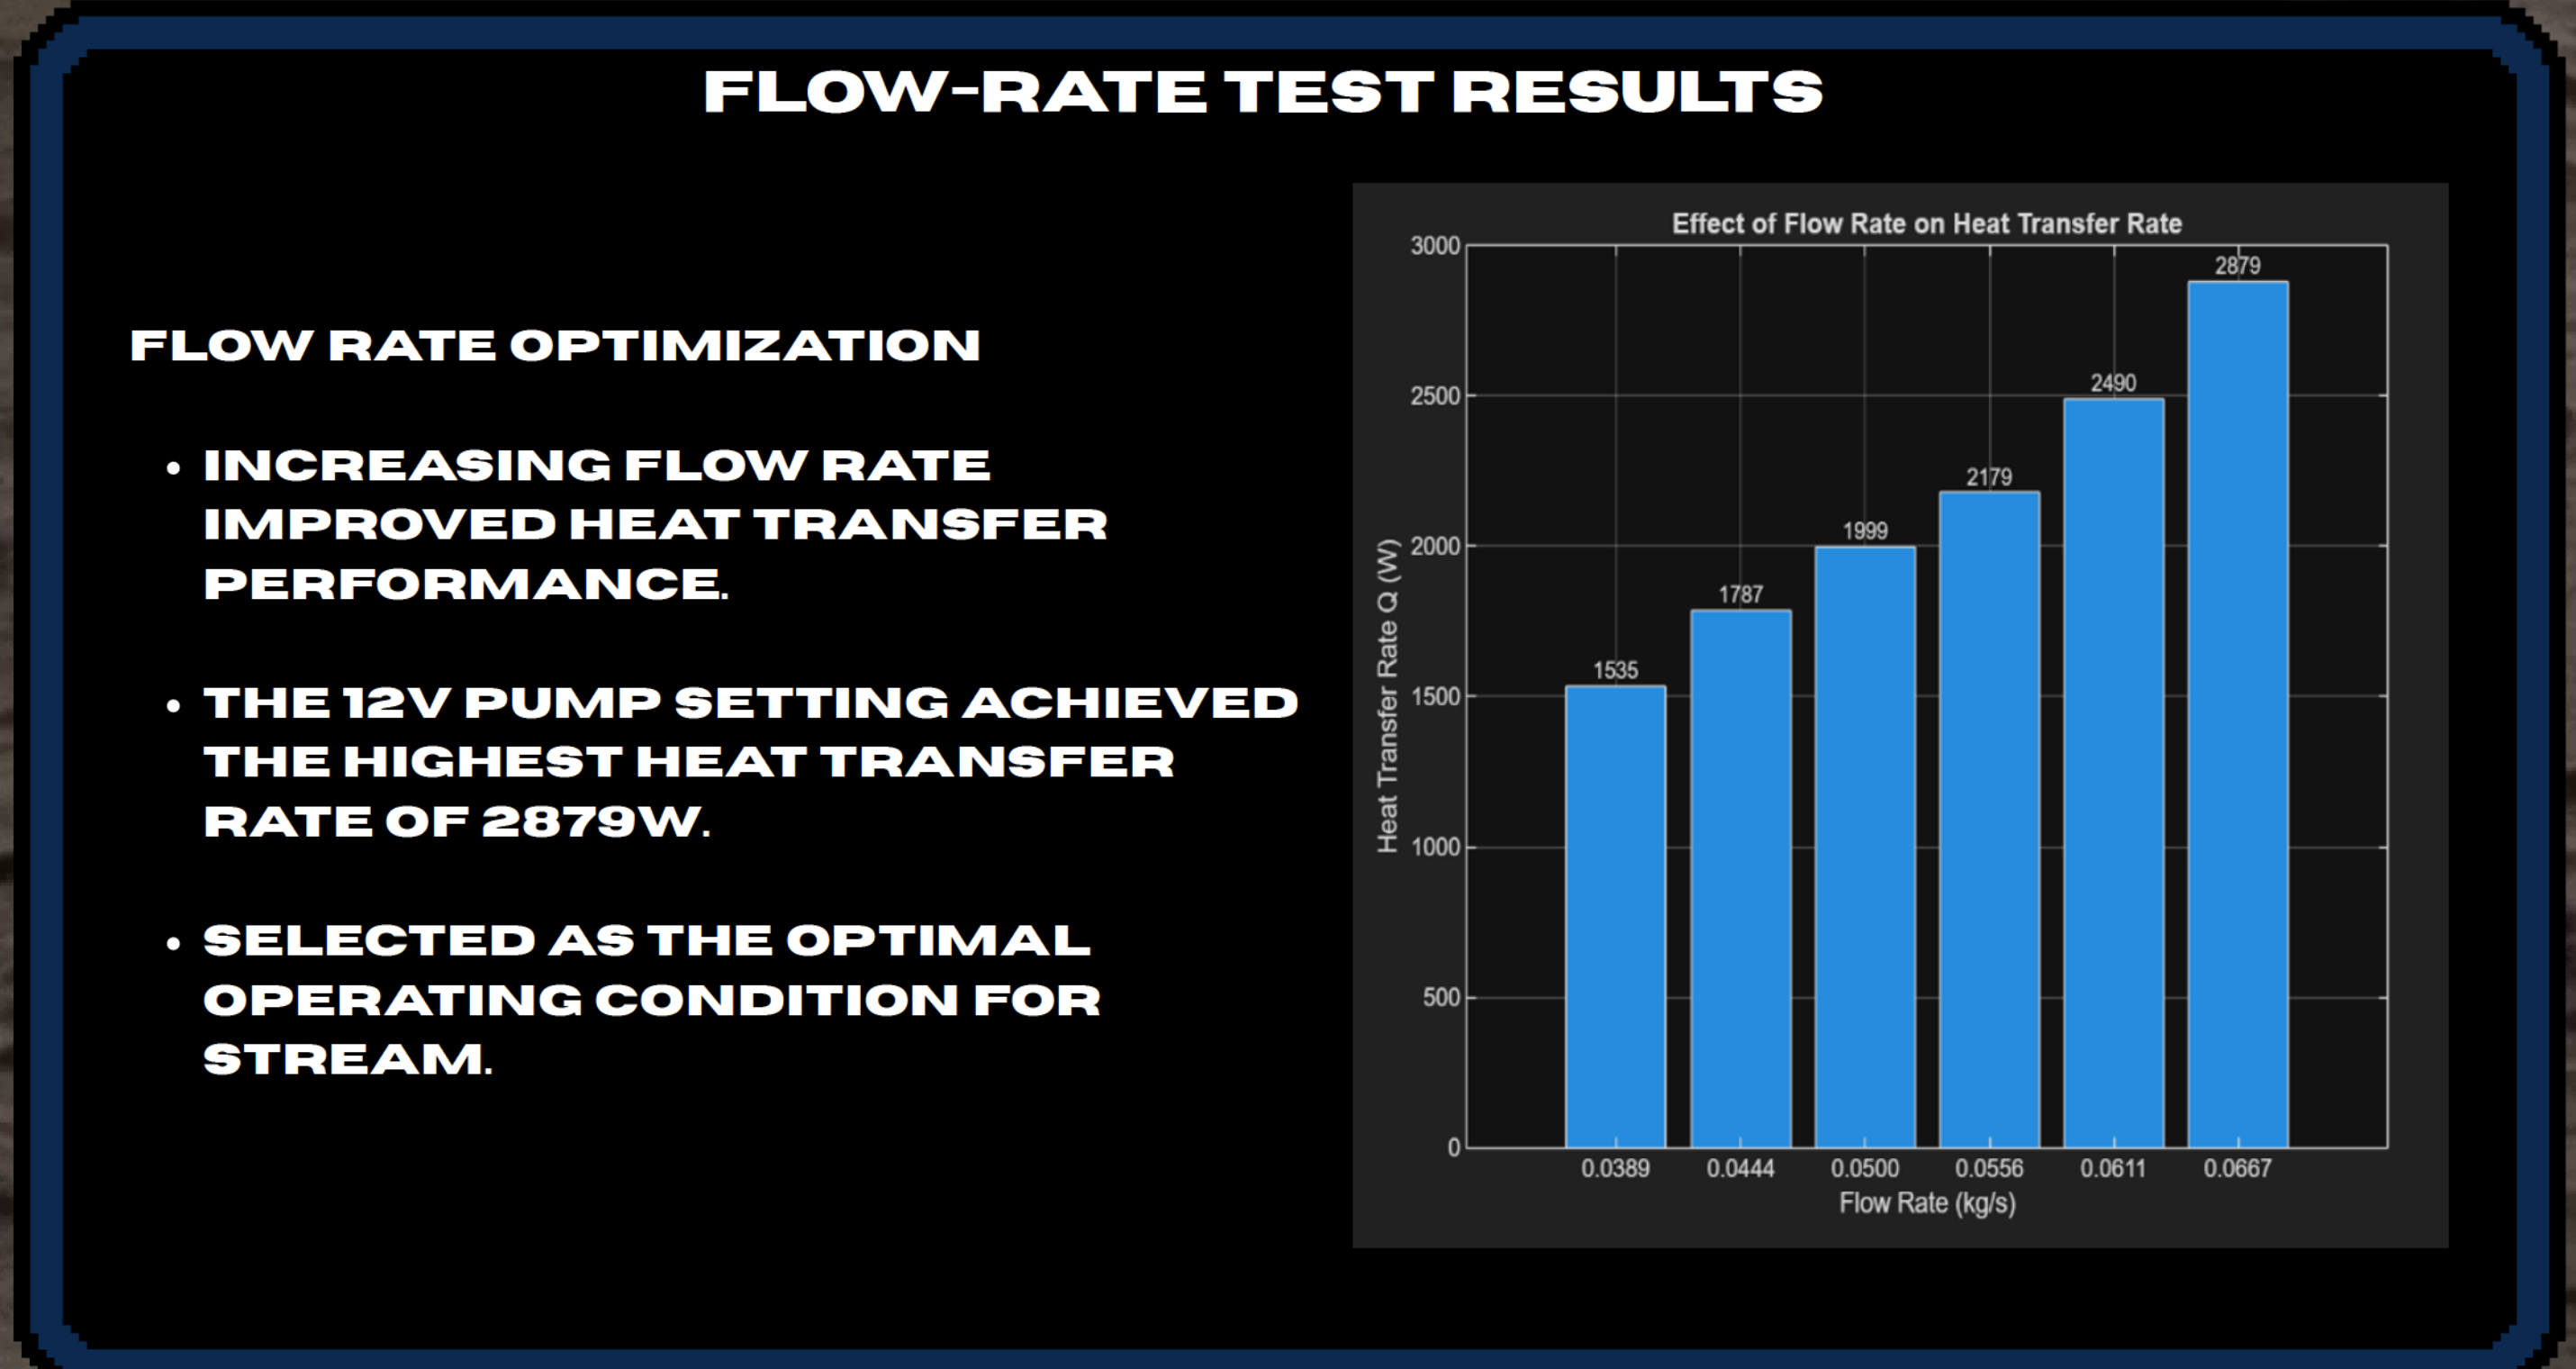 FLOW-RATE TEST RESULTS
FLOW RATE OPTIMIZATION
• INCREASING FLOW RATE
IMPROVED HEAT TRANSFER
PERFORMANCE.
• THE 12V PUMP SETTING ACHIEVED
THE HIGHEST HEAT TRANSFER
RATE OF 2879W.
• SELECTED AS THE OPTIMAL
OPERATING CONDITION FOR
STREAM.
Effect of Flow Rate on Heat Transfer Rate
Heat Transfer Rate Q (W)
3000
2500
2000
1500
1000
500
0
1535
1787
1999
2179
2490
2879
0.0389 0.0444 0.0500 0.0556 0.0611 0.0667
Flow Rate (kg/s)